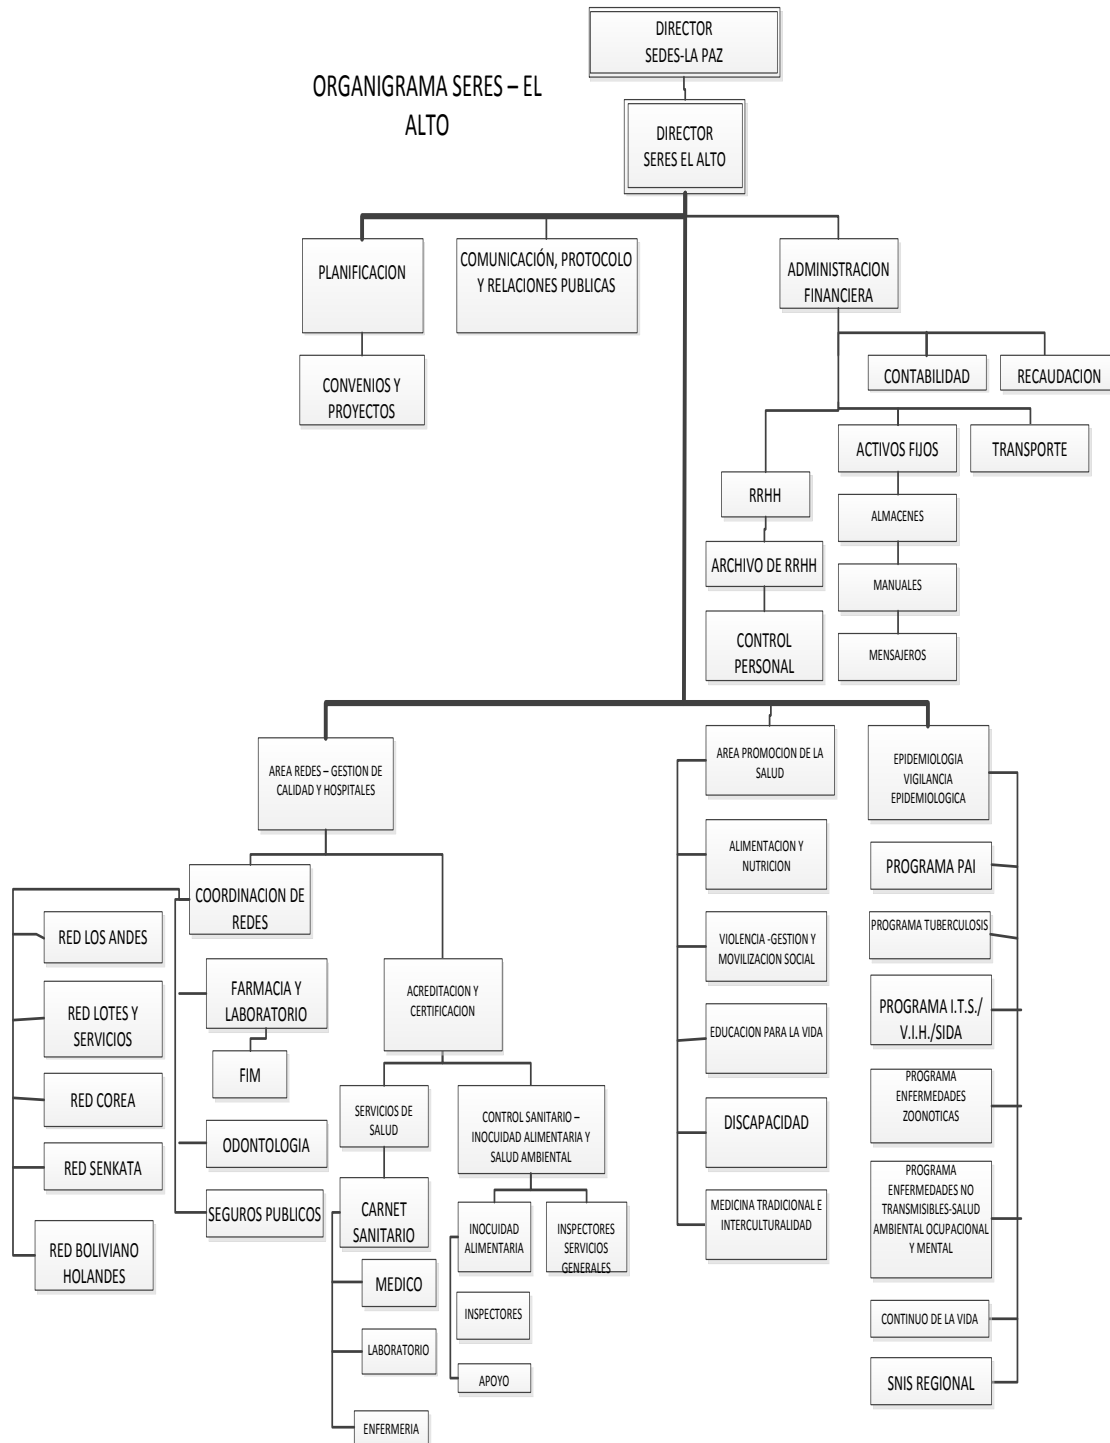 DIRECTOR
SEDES-LA PAZ
ORGANIGRAMA SERES – EL
ALTO
DIRECTOR
SERES EL ALTO
PLANIFICACION
COMUNICACIÓN, PROTOCOLO
Y RELACIONES PUBLICAS
ADMINISTRACION
FINANCIERA
CONVENIOS Y
PROYECTOS
CONTABILIDAD
RECAUDACION
ACTIVOS FIJOS
TRANSPORTE
RRHH
ALMACENES
ARCHIVO DE RRHH
MANUALES
CONTROL
PERSONAL
MENSAJEROS
AREA REDES – GESTION DE
CALIDAD Y HOSPITALES
AREA PROMOCION DE LA
SALUD
EPIDEMIOLOGIA
VIGILANCIA
EPIDEMIOLOGICA
COORDINACION DE
REDES
RED LOS ANDES
RED LOTES Y
SERVICIOS
RED COREA
RED SENKATA
RED BOLIVIANO
HOLANDES
FARMACIA Y
LABORATORIO
FIM
ODONTOLOGIA
SEGUROS PUBLICOS
ACREDITACION Y
CERTIFICACION
SERVICIOS DE
SALUD
CONTROL SANITARIO –
INOCUIDAD ALIMENTARIA Y
SALUD AMBIENTAL
CARNET
SANITARIO
MEDICO
LABORATORIO
ENFERMERIA
INOCUIDAD
ALIMENTARIA
INSPECTORES
SERVICIOS
GENERALES
INSPECTORES
APOYO
ALIMENTACION Y
NUTRICION
VIOLENCIA -GESTION Y
MOVILIZACION SOCIAL
EDUCACION PARA LA VIDA
DISCAPACIDAD
MEDICINA TRADICIONAL E
INTERCULTURALIDAD
PROGRAMA PAI
PROGRAMA TUBERCULOSIS
PROGRAMA I.T.S./
V.I.H./SIDA
PROGRAMA
ENFERMEDADES
ZOONOTICAS
PROGRAMA
ENFERMEDADES NO
TRANSMISIBLES-SALUD
AMBIENTAL OCUPACIONAL
Y MENTAL
CONTINUO DE LA VIDA
SNIS REGIONAL